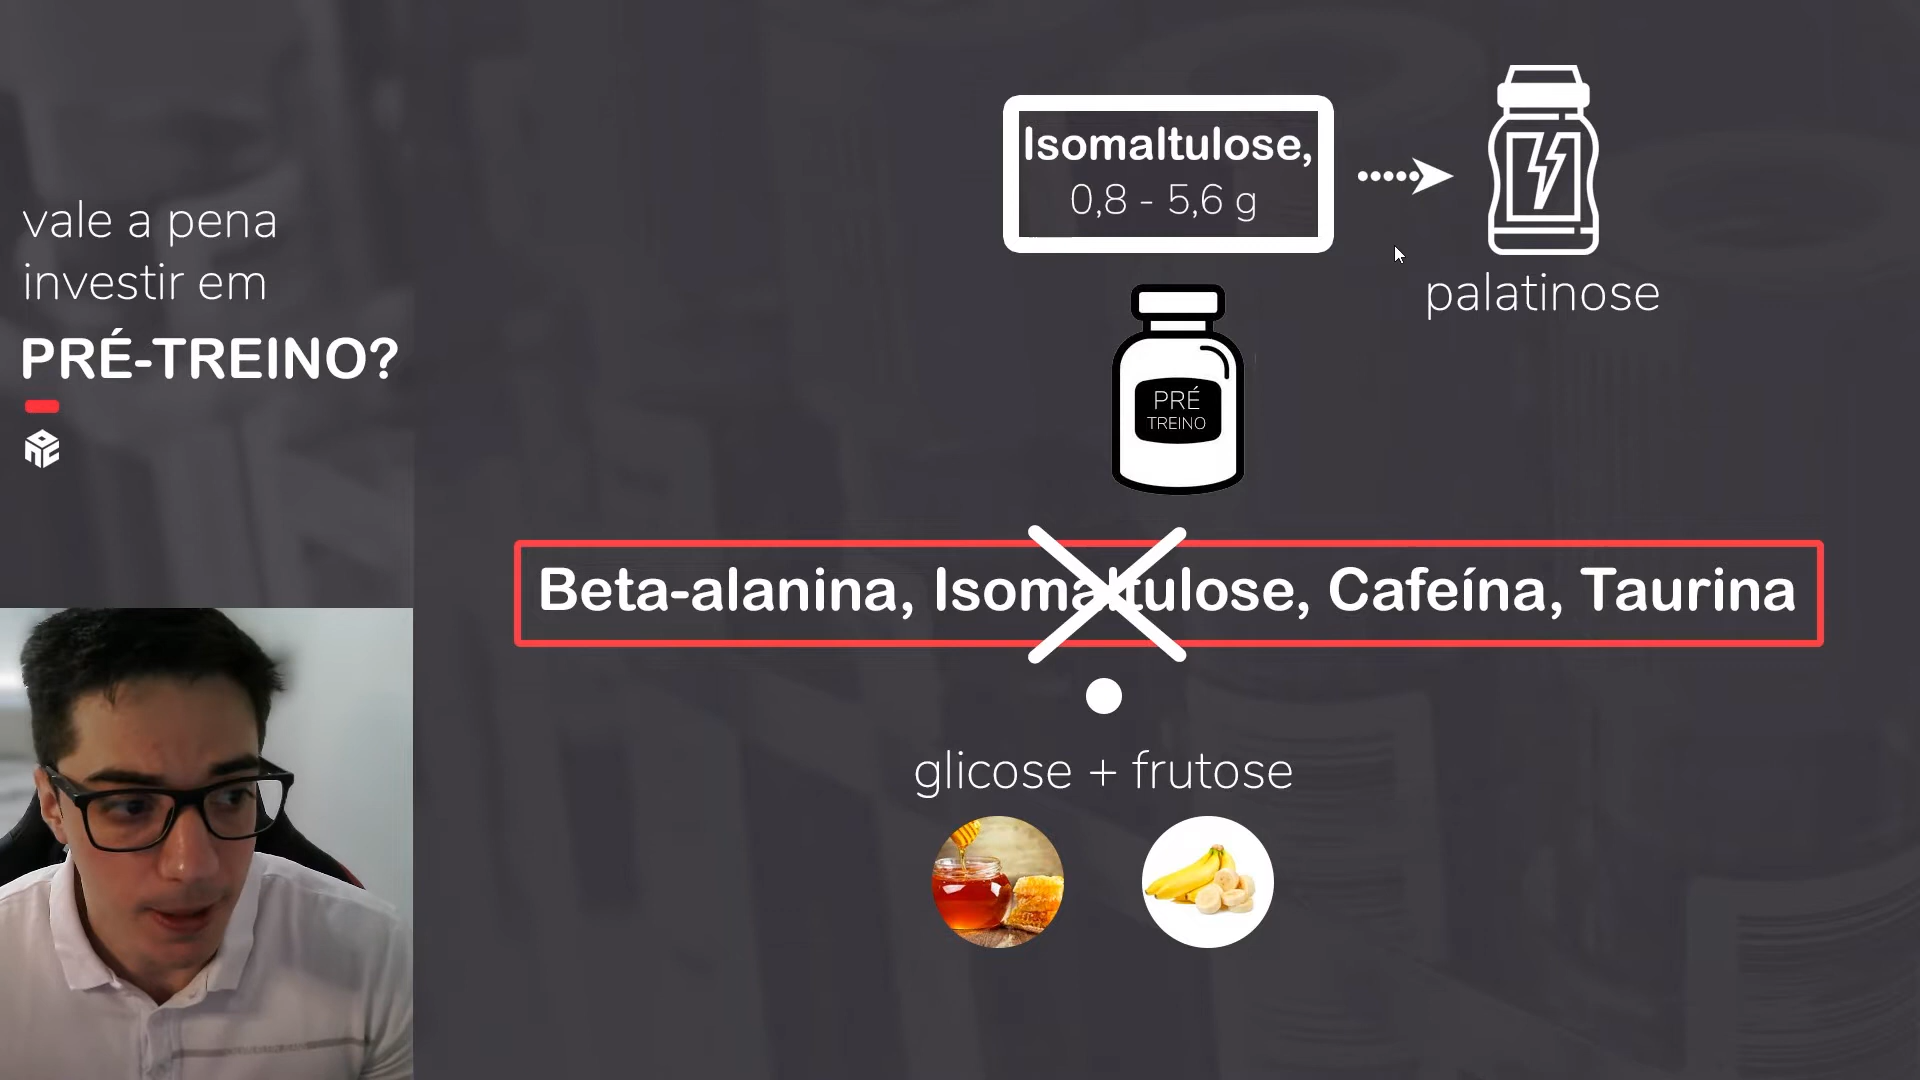 vale a pena
investir em
PRÉ-TREINO?
Isomaltulose,
0,8 - 5,6 g
palatinose
PRÉ
TREINO
Beta-alanina, Isomaltulose, Cafeína, Taurina
glicose + frutose